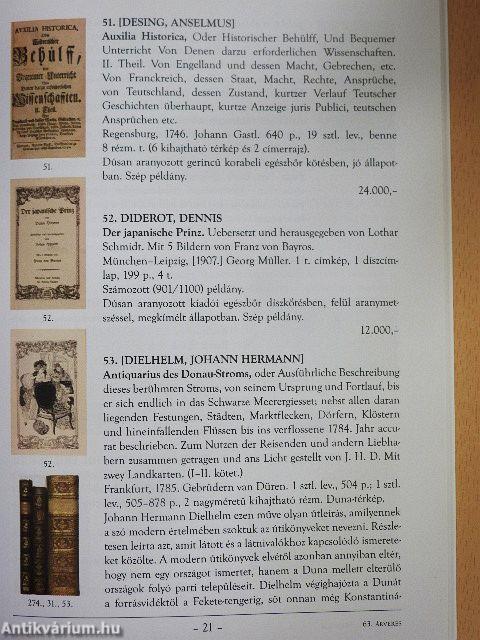 51. [DESING, ANSELMUS]
Auxilia Historica, Oder Historischer Behülff, Und Bequemer
Unterricht Von Denen darzu erforderlichen Wissenschaften.
II. Theil. Von Engelland und dessen Macht, Gebrechen, etc.
Von Franckreich, dessen Staat, Macht, Rechte, Ansprüche,
von Teutschland, dessen Zustand, kurtzer Verlauf Teutscher
Geschichten überhaupt, kurtze Anzeige juris Publici, teutschen
Ansprüchen etc.
Regensburg, 1746. Johann Gastl. 640 p., 19 sztl. lev., benne
8 rézm. t. (6 kihajtható térkép és 2 címerrajz).
Dúsan aranyozott gerincű korabeli egészbőr kötésben, jó állapot-
ban. Szép példány.
24.000,–
AUXILIA HISTORICA,
Behülff,
Unterricht
Wissenschaften.
II. Theil.
51.
52. DIDEROT, DENNIS
Der japanische Prinz. Uebersetzt und herausgegeben von Lothar
Schmidt. Mit 5 Bildern von Franz von Bayros.
München–Leipzig, [1907.] Georg Müller. 1 t. címkép, 1 díszcím-
lap, 199 p., 4 t.
Számozott (901/1100) példány.
Dúsan aranyozott kiadói egészbőr díszkötésben, felül aranymet-
széssel, megkímélt állapotban. Szép példány.
12.000,–
Der japanische Prinz
52.
53. [DIELHELM, JOHANN HERMANN]
Antiquarius des Donau-Stroms, oder Ausführliche Beschreibung
dieses berühmten Stroms, von seinem Ursprung und Fortlauf, bis
er sich endlich in das Schwarze Meerergiesset; nebst allen daran
liegenden Festungen, Städten, Marktflecken, Dörfern, Klöstern
und hineinfallenden Flüssen bis ins verflossene 1784. Jahr accu-
rat beschrieben. Zum Nutzen der Reisenden und andern Liebha-
bern zusammen getragen und ans Licht gestellt von J. H. D. Mit
zwey Landkarten. (I–II. kötet.)
Frankfurt, 1785. Gebrüdern van Düren. 1 sztl. lev., 504 p.; 1 sztl.
lev., 505–878 p., 2 nagyméretű kihajtható rézm. Duna-térkép.
Johann Hermann Dielhelm ezen műve olyan útleírás, amilyennek
a szó modern értelmében szoktuk az útikönyveket nevezni. Részle-
tesen leírta azt, amit látott és a látnivalókhoz kapcsolódó ismerete-
ket közölte. A modern útikönyvek elvétől azonban annyiban eltér,
hogy nem egy országot ismertet, hanem a Duna mellett elterülő
országok folyó parti településeit. Dielhelm végighajózta a Dunát
a forrásvidéktől a Fekete-tengerig, sőt onnan még Konstantiná-
52.
274., 31., 53.
– 21 –
63. ÁRVERÉS
Antikvárium.hu